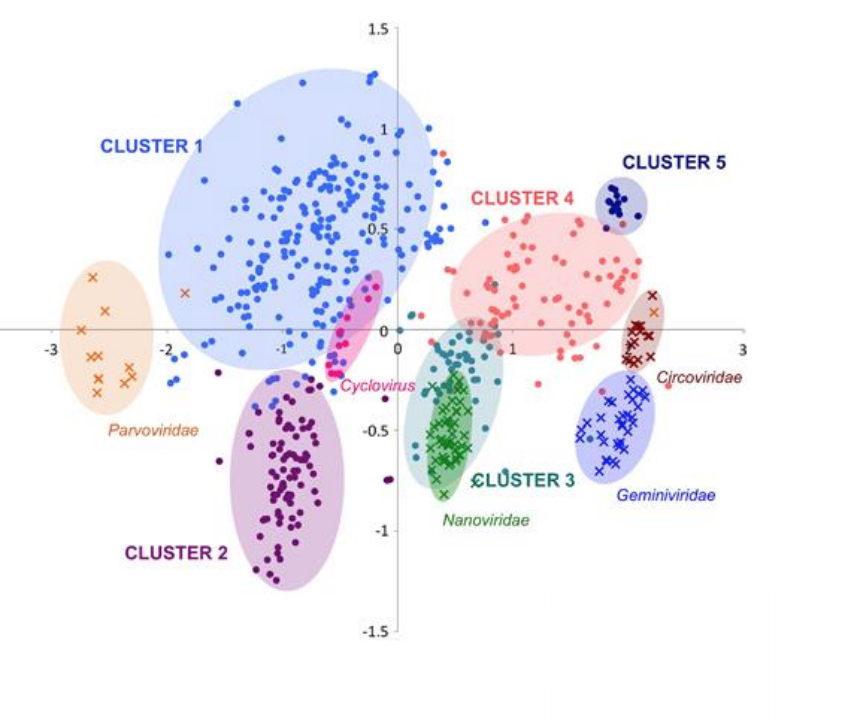 1.5
CLUSTER 1
1
CLUSTER 5
CLUSTER 4
0.5
0
-3
-2
-1
0
1
3
Cyclovirus
Circoviridae
Parvoviridae
-0.5
CLUSTER 3
Geminiviridae
Nanoviridae
-1
CLUSTER 2
-1.5